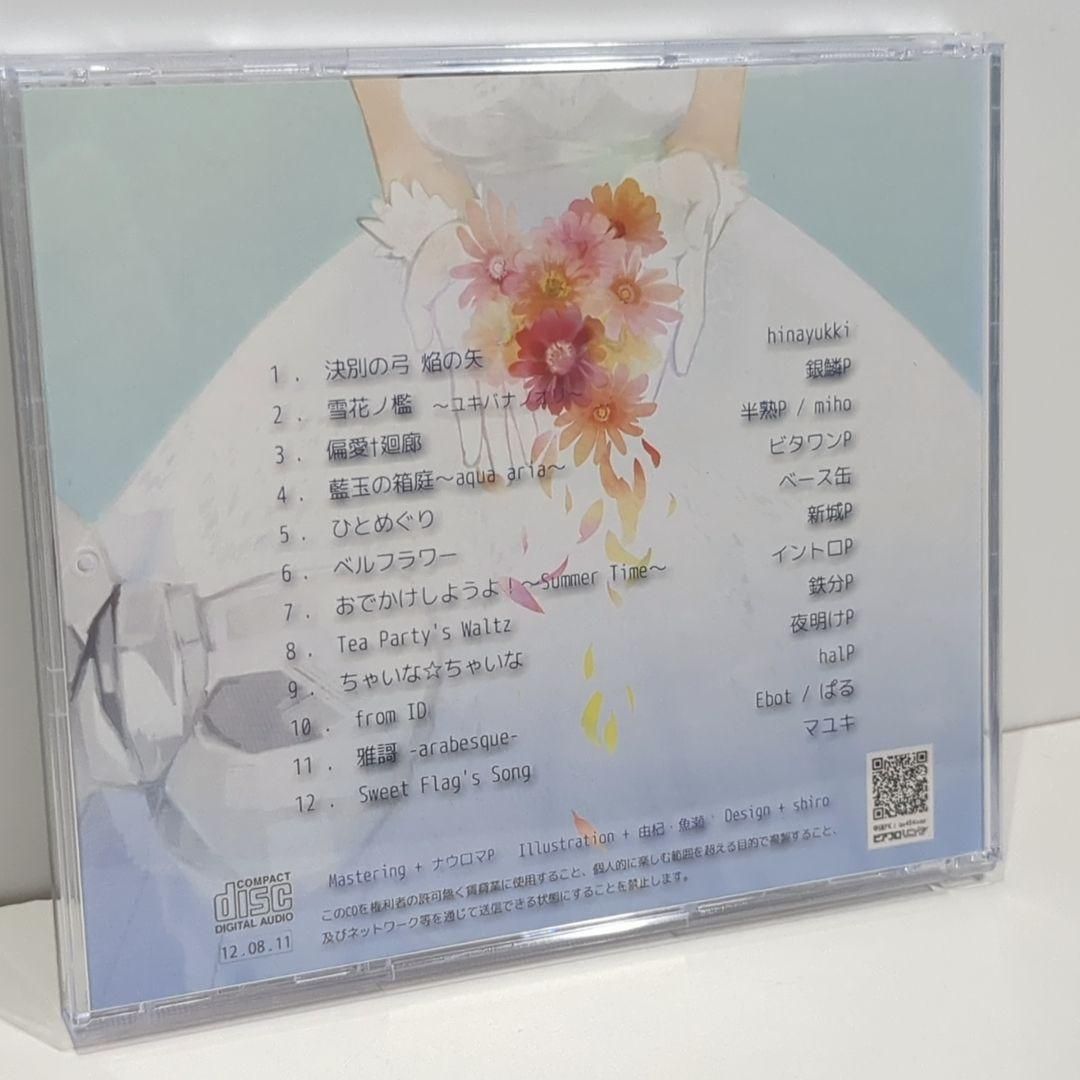 1. 決別の弓 焔の矢 hinayukki
2. 雪花ノ檻 ～ユキバナノオリ～ 銀鱗P
3. 偏愛†廻廊 半熟P / miho
4. 藍玉の箱庭～aqua aria～ ビタワンP
5. ひとめぐり ベース缶
6. ベルフラワー 新城P
7. おでかけしようよ！～Summer Time～ イントロP
8. Tea Party's Waltz 鉄分P
9. ちゃいな☆ちゃいな 夜明けP
10. from ID halP
11. 雅謌 -arabesque- Ebot / ぱる
12. Sweet Flag's Song マユキ
Mastering + ナウロマP Illustration + 由杞・魚瀬・ Design + shiro
このCDを権利者の許可無く賃貸業に使用すること、個人的に楽しむ範囲を超える目的で複製すること、
及びネットワーク等を通じて送信できる状態にすることを禁止します。
COMPACT
disc
DIGITAL AUDIO
12.08.11
ピアプロリンク